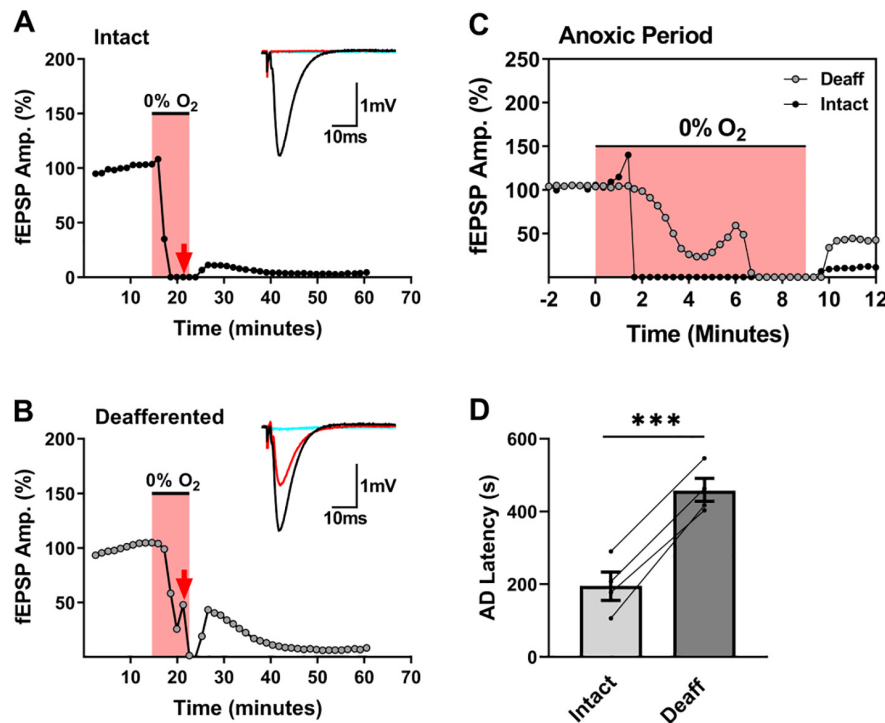 A
Intact
fEPSP Amp. (%)
200
150
100
50
0
0% O2
1mV
10ms
10 20 30 40 50 60 70
Time (minutes)
B
Deafferented
fEPSP Amp. (%)
200
150
100
50
0% O2
1mV
10ms
10 20 30 40 50 60 70
Time (minutes)
C
Anoxic Period
fEPSP Amp. (%)
250
200
150
100
50
Deaff
Intact
0% O2
-2 0 2 4 6 8 10 12
Time (Minutes)
D
AD Latency (s)
600
400
200
0
***
Intact
Deaff